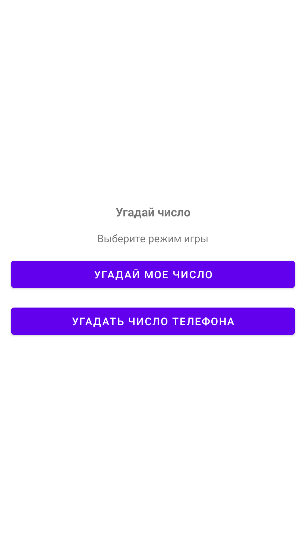 Угадай число
Выберите режим игры
УГАДАЙ МОЕ ЧИСЛО
УГАДАТЬ ЧИСЛО ТЕЛЕФОНА